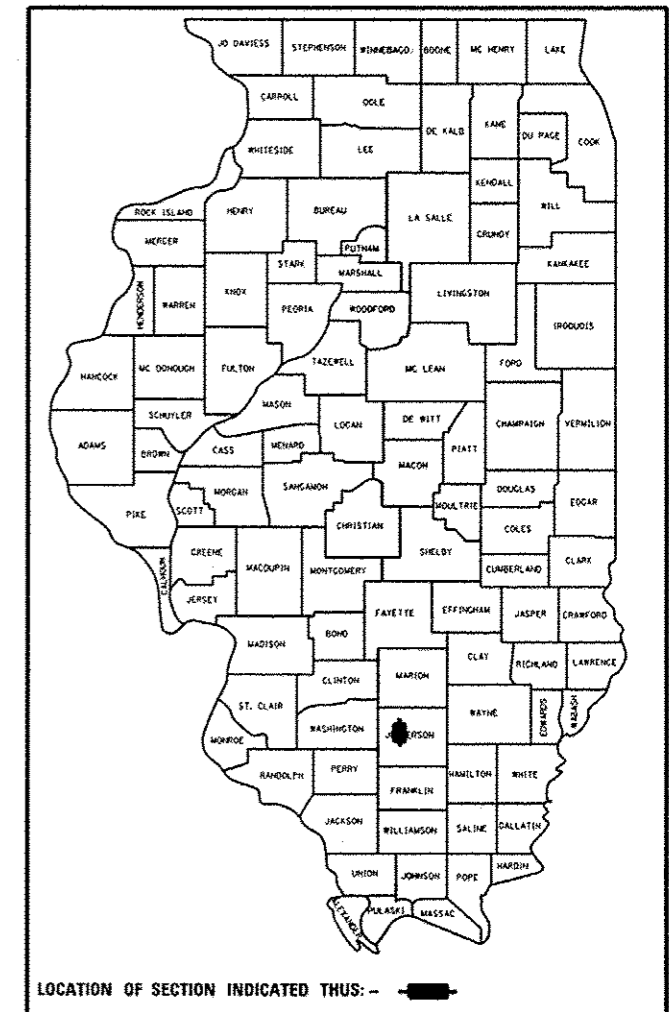 JO DAVIESS
STEPHENSON
WINNEBAGO
BOONE
MC HENRY
LAKE
CARROLL
OGLE
DE KALB
KANE
DU PAGE
COOK
WHITESIDE
LEE
KENDALL
WILL
ROCK ISLAND
HENRY
BUREAU
LA SALLE
GRUNDY
MERCER
PUTNAM
KANKAKEE
STARK
MARSHALL
HENDERSON
WARREN
KNOX
PEORIA
WOODFORD
LIVINGSTON
IROQUOIS
HANCOCK
MC DONOUGH
FULTON
TAZEWELL
MC LEAN
FORD
SCHUYLER
MASON
LOGAN
DE WITT
CHAMPAIGN
VERMILION
ADAMS
BROWN
CASS
MENARD
MACON
PIATT
PIKE
SCOTT
MORGAN
SANGAMON
CHRISTIAN
MOULTRIE
DOUGLAS
EDGAR
COLES
SHELBY
CALHOUN
GREENE
MACOUPIN
MONTGOMERY
CUMBERLAND
CLARK
JERSEY
FAYETTE
EFFINGHAM
JASPER
CRAWFORD
MADISON
BOND
CLAY
RICHLAND
LAWRENCE
CLINTON
MARION
ST. CLAIR
WAYNE
EDWARDS
WABASH
MONROE
WASHINGTON
RANDOLPH
PERRY
HAMILTON
WHITE
FRANKLIN
JACKSON
WILLIAMSON
SALINE
GALLATIN
UNION
JOHNSON
POPE
HARDIN
ALEXANDER
PULASKI
MASSAC
LOCATION OF SECTION INDICATED THUS: -